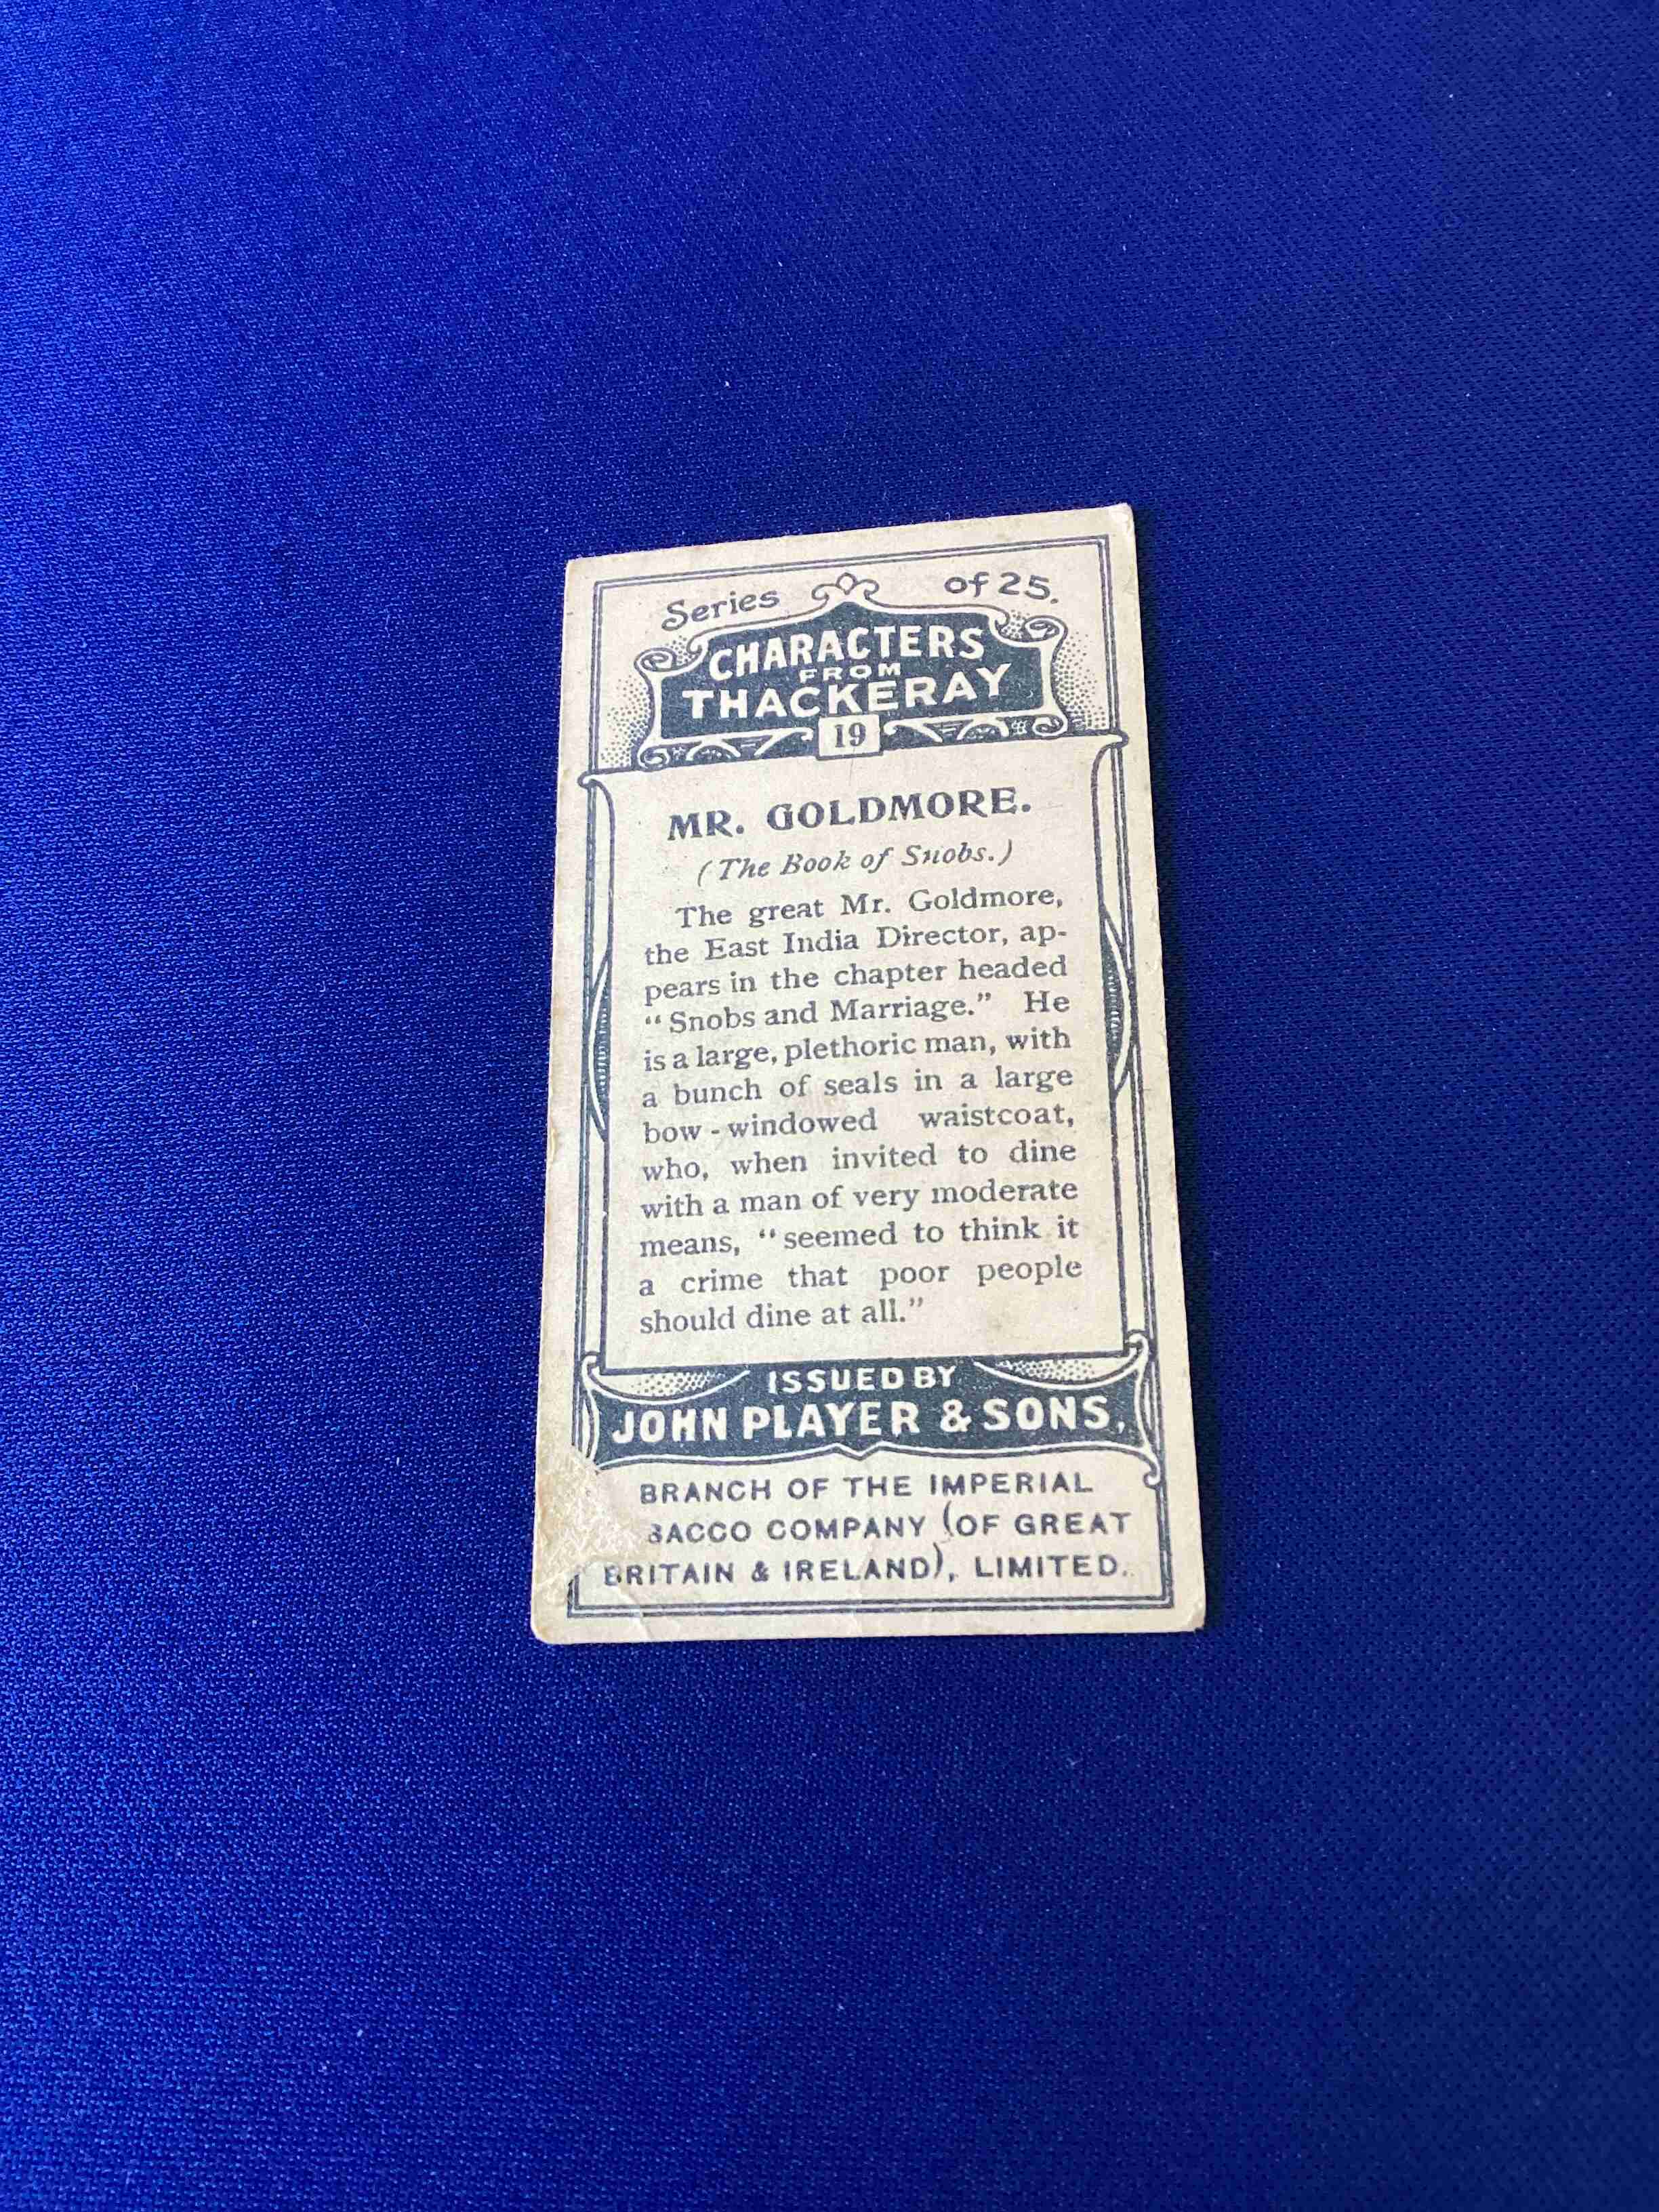 Series of 25.
CHARACTERS
FROM
THACKERAY
19
MR. GOLDMORE.
(The Book of Snobs.)
The great Mr. Goldmore,
the East India Director, ap-
pears in the chapter headed
“Snobs and Marriage.” He
is a large, plethoric man, with
a bunch of seals in a large
bow-windowed waistcoat,
who, when invited to dine
with a man of very moderate
means, “seemed to think it
a crime that poor people
should dine at all.”
ISSUED BY
JOHN PLAYER & SONS,
BRANCH OF THE IMPERIAL
BACCO COMPANY (OF GREAT
BRITAIN & IRELAND), LIMITED.